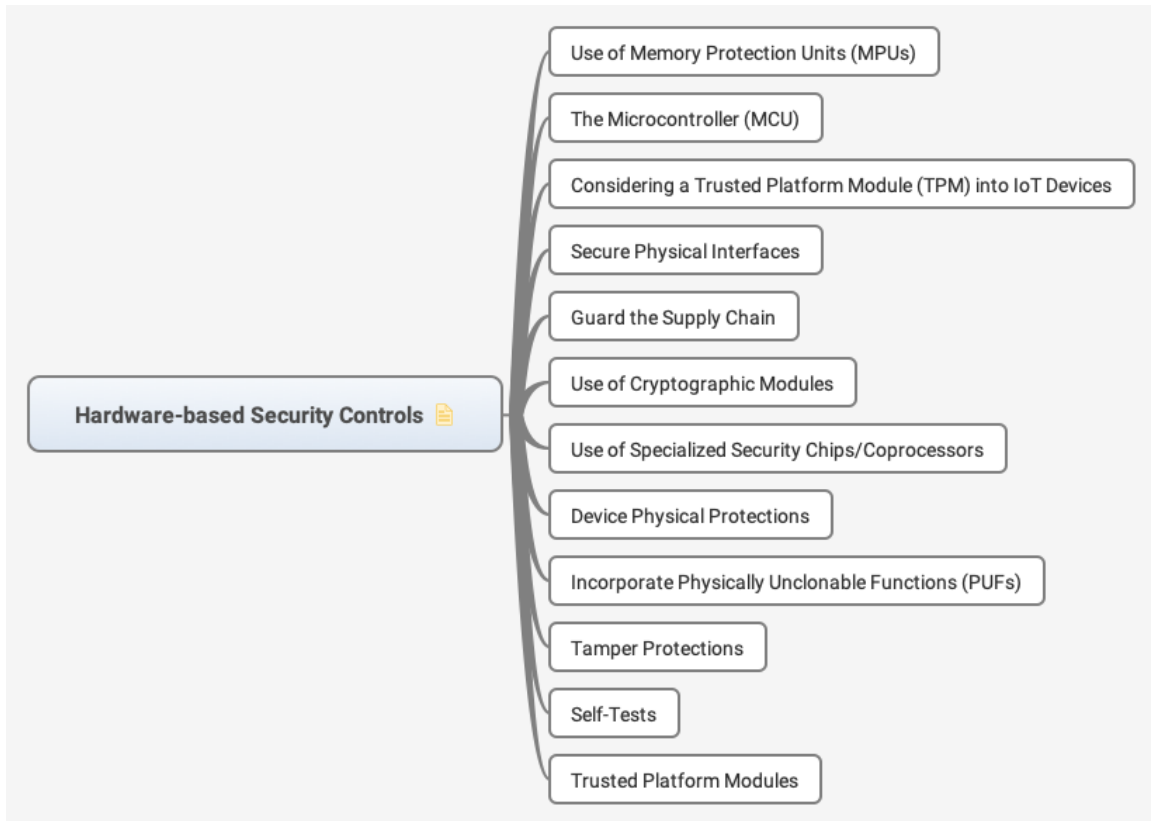 Use of Memory Protection Units (MPUs)
The Microcontroller (MCU)
Considering a Trusted Platform Module (TPM) into IoT Devices
Secure Physical Interfaces
Guard the Supply Chain
Use of Cryptographic Modules
Hardware-based Security Controls
Use of Specialized Security Chips/Coprocessors
Device Physical Protections
Incorporate Physically Unclonable Functions (PUFs)
Tamper Protections
Self-Tests
Trusted Platform Modules